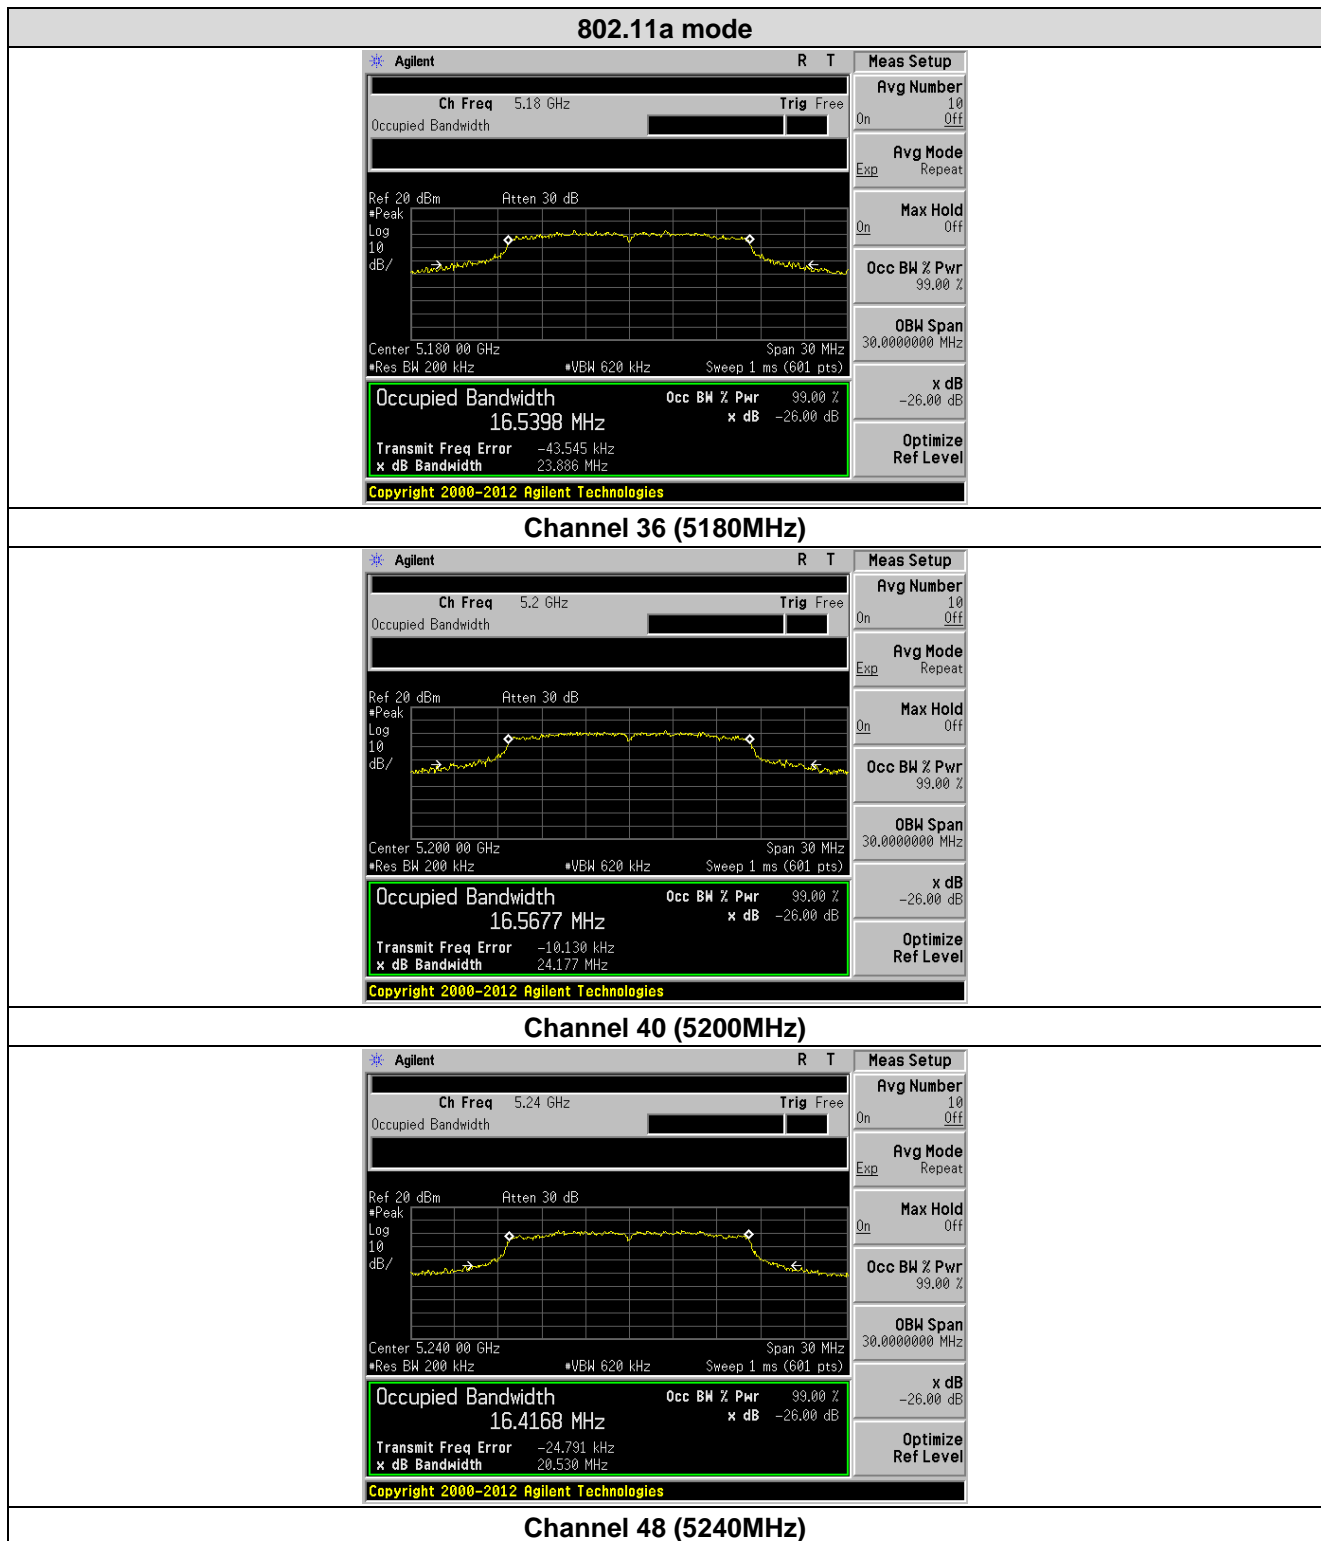 802.11a mode
Agilent R T Meas Setup
Ch Freq 5.18 GHz Trig Free
Occupied Bandwidth
Avg Number
10
On Off
Avg Mode
Exp Repeat
Max Hold
On Off
Occ BW % Pwr
99.00 %
OBW Span
30.0000000 MHz
x dB
-26.00 dB
Optimize
Ref Level
Ref 20 dBm Atten 30 dB
#Peak
Log
10
dB/
Center 5.180 00 GHz Span 30 MHz
#Res BW 200 kHz #VBW 620 kHz Sweep 1 ms (601 pts)
Occupied Bandwidth Occ BW % Pwr 99.00 %
16.5398 MHz x dB -26.00 dB
Transmit Freq Error -43.545 kHz
x dB Bandwidth 23.886 MHz
Copyright 2000-2012 Agilent Technologies
Channel 36 (5180MHz)
Agilent R T Meas Setup
Ch Freq 5.2 GHz Trig Free
Occupied Bandwidth
Avg Number
10
On Off
Avg Mode
Exp Repeat
Max Hold
On Off
Occ BW % Pwr
99.00 %
OBW Span
30.0000000 MHz
x dB
-26.00 dB
Optimize
Ref Level
Ref 20 dBm Atten 30 dB
#Peak
Log
10
dB/
Center 5.200 00 GHz Span 30 MHz
#Res BW 200 kHz #VBW 620 kHz Sweep 1 ms (601 pts)
Occupied Bandwidth Occ BW % Pwr 99.00 %
16.5677 MHz x dB -26.00 dB
Transmit Freq Error -10.130 kHz
x dB Bandwidth 24.177 MHz
Copyright 2000-2012 Agilent Technologies
Channel 40 (5200MHz)
Agilent R T Meas Setup
Ch Freq 5.24 GHz Trig Free
Occupied Bandwidth
Avg Number
10
On Off
Avg Mode
Exp Repeat
Max Hold
On Off
Occ BW % Pwr
99.00 %
OBW Span
30.0000000 MHz
x dB
-26.00 dB
Optimize
Ref Level
Ref 20 dBm Atten 30 dB
#Peak
Log
10
dB/
Center 5.240 00 GHz Span 30 MHz
#Res BW 200 kHz #VBW 620 kHz Sweep 1 ms (601 pts)
Occupied Bandwidth Occ BW % Pwr 99.00 %
16.4168 MHz x dB -26.00 dB
Transmit Freq Error -24.791 kHz
x dB Bandwidth 20.530 MHz
Copyright 2000-2012 Agilent Technologies
Channel 48 (5240MHz)